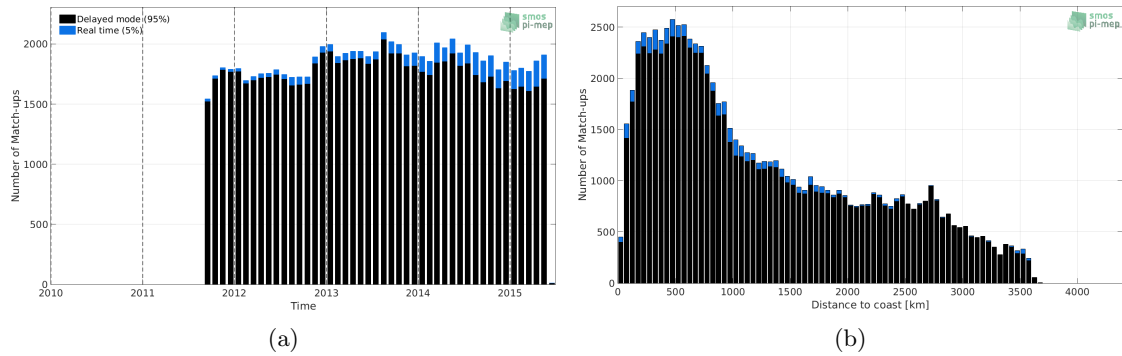 Delayed mode (95%)
Real time (5%)
smos
pi-mep
Number of Match-ups
2000
1500
1000
500
0
2010
2011
2012
2013
2014
2015
Time
(a)
smos
pi-mep
Number of Match-ups
2500
2000
1500
1000
500
0
0
500
1000
1500
2000
2500
3000
3500
4000
Distance to coast [km]
(b)